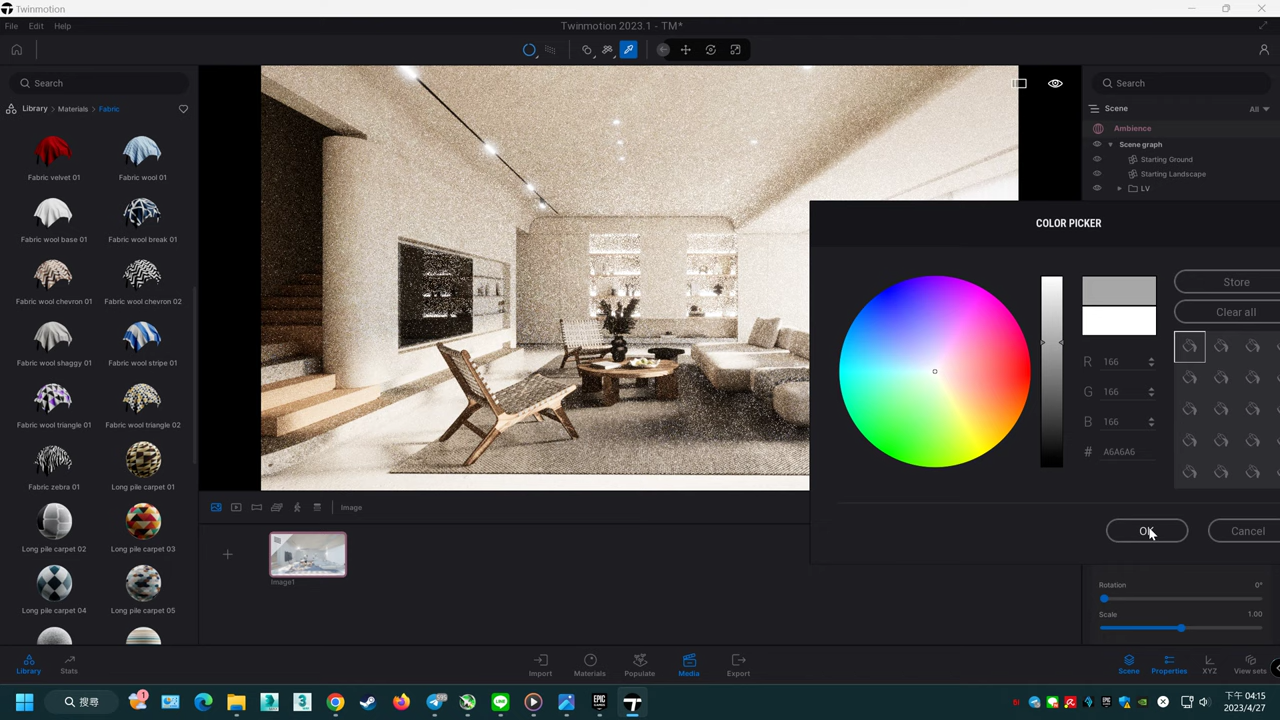 Twinmotion
File Edit Help
Twinmotion 2023.1 - TM*
Search
Library > Materials > Fabric
Fabric velvet 01
Fabric wool 01
Fabric wool base 01
Fabric wool break 01
Fabric wool chevron 01
Fabric wool chevron 02
Fabric wool shaggy 01
Fabric wool stripe 01
Fabric wool triangle 01
Fabric wool triangle 02
Fabric zebra 01
Long pile carpet 01
Long pile carpet 02
Long pile carpet 03
Long pile carpet 04
Long pile carpet 05
Search
Scene
All
Ambience
Scene graph
Starting Ground
Starting Landscape
LV
COLOR PICKER
Store
Clear all
R 166
G 166
B 166
# A6A6A6
OK
Cancel
Rotation 0°
Scale 1.00
Image
Image1
Library
Stats
Import
Materials
Populate
Media
Export
Scene
Properties
XYZ
View sets
搜尋
下午 04:15
2023/4/27